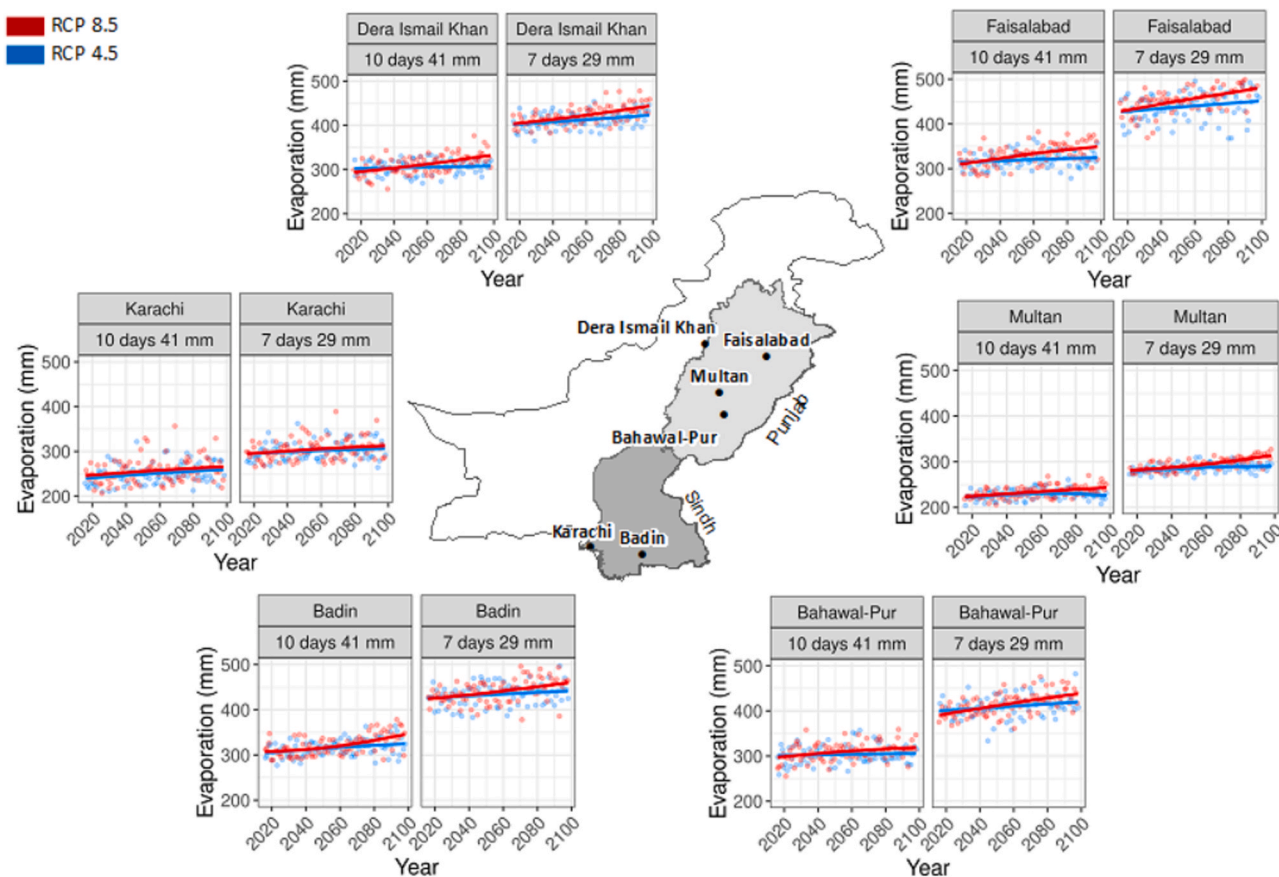 RCP 8.5
RCP 4.5
Dera Ismail Khan
Dera Ismail Khan
10 days 41 mm
7 days 29 mm
Evaporation (mm)
500
400
300
200
2020
2040
2060
2080
2100
2020
2040
2060
2080
2100
Year
Faisalabad
Faisalabad
10 days 41 mm
7 days 29 mm
Evaporation (mm)
500
400
300
200
2020
2040
2060
2080
2100
2020
2040
2060
2080
2100
Year
Karachi
Karachi
10 days 41 mm
7 days 29 mm
Evaporation (mm)
500
400
300
200
2020
2040
2060
2080
2100
2020
2040
2060
2080
2100
Year
Dera Ismail Khan
Faisalabad
Multan
Bahawal-Pur
Punjab
Sindh
Karachi
Badin
Multan
Multan
10 days 41 mm
7 days 29 mm
Evaporation (mm)
500
400
300
200
2020
2040
2060
2080
2100
2020
2040
2060
2080
2100
Year
Badin
Badin
10 days 41 mm
7 days 29 mm
Evaporation (mm)
500
400
300
200
2020
2040
2060
2080
2100
2020
2040
2060
2080
2100
Year
Bahawal-Pur
Bahawal-Pur
10 days 41 mm
7 days 29 mm
Evaporation (mm)
500
400
300
200
2020
2040
2060
2080
2100
2020
2040
2060
2080
2100
Year